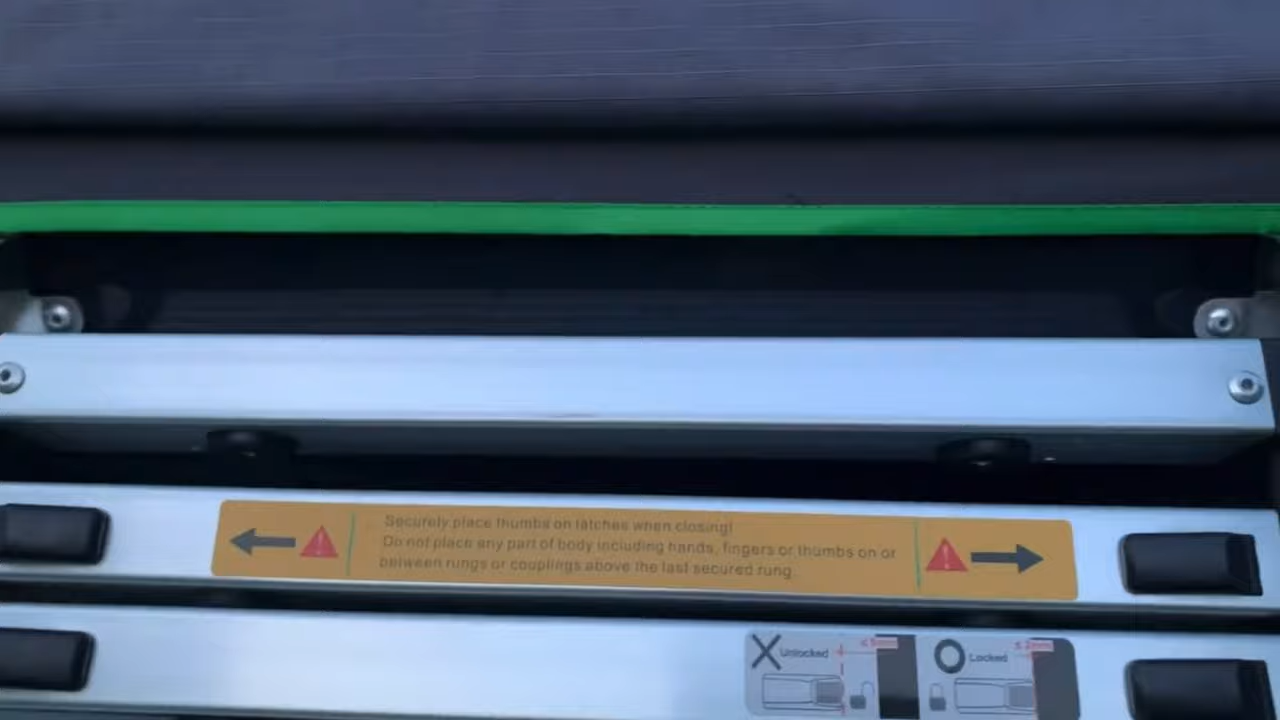 Securely place thumbs on latches when closing!
Do not place any part of body including hands, fingers or thumbs on or
between rungs or couplings above the last secured rung.
Unlocked
Locked